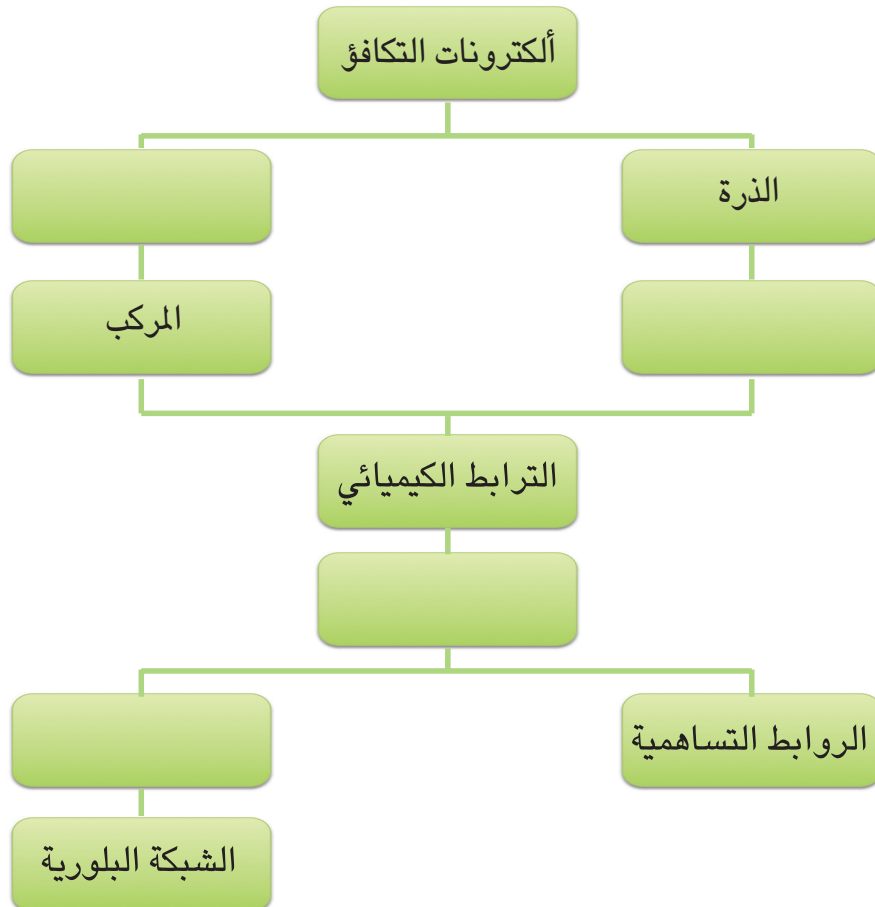 ألكترونات التكافؤ
الذرة
المركب
الترابط الكيميائي
الروابط التساهمية
الشبكة البلورية